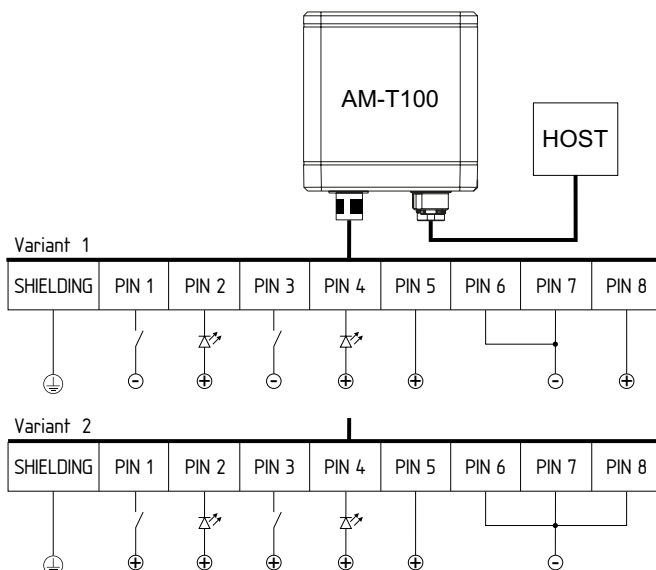 AM-T100
HOST
Variant 1
SHIELDING PIN 1 PIN 2 PIN 3 PIN 4 PIN 5 PIN 6 PIN 7 PIN 8
- + - + + - +
Variant 2
SHIELDING PIN 1 PIN 2 PIN 3 PIN 4 PIN 5 PIN 6 PIN 7 PIN 8
+ + + + + -